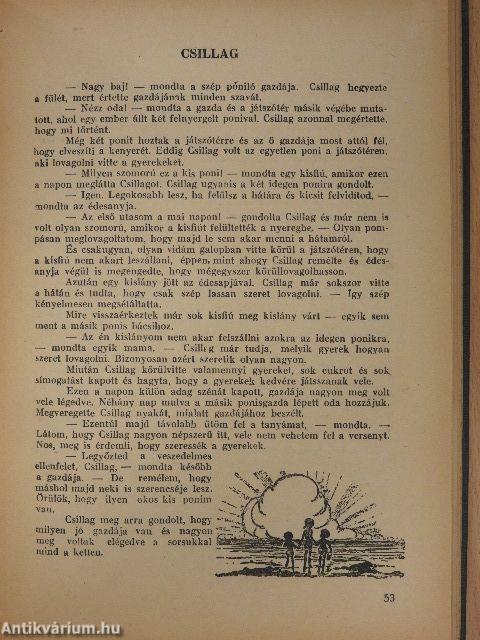 CSILLAG
— Nagy baj! — mondta a szép póniló gazdája. Csillag hegyezte
a fülét, mert értette gazdájának minden szavát.
— Nézz oda! — mondta a gazda és a játszótér másik végébe muta-
tott, ahol egy ember állt két felnyergelt ponival. Csillag azonnal megértette,
hogy mi történt.
Még két ponit hoztak a játszótérre és az ő gazdája most attól fél,
hogy elveszíti a kenyerét. Eddig Csillag volt az egyetlen poni a játszótéren,
aki lovagolni vitte a gyerekeket.
— Milyen szomorú ez a kis poni! — mondta egy kisfiú, amikor ezen
a napon meglátta Csillagot. Csillag ugyanis a két idegen ponira gondolt.
— Igen. Legokosabb lesz, ha felülsz a hátára és kicsit felvidítod, —
mondta az édesanyja.
— Az első utasom a mai napon! — gondolta Csillag és már nem is
volt olyan szomorú, amikor a kisfiút felültették a nyeregbe, — Olyan pom-
pásan meglovagoltatom, hogy majd le sem akar menni a hátamról.
És csakugyan, olyan vidám galopban vitte körül a játszótéren, hogy
a kisfiú nem akart leszállani, éppen, mint ahogy Csillag remélte és édes-
anyja végül is megengedte, hogy mégegyszer körüllovagolhasson.
Azután egy kislány jött az édesapjával. Csillag már sokszor vitte
a hátán és tudta, hogy csak szép lassan szeret lovagolni. — Így szép
kényelmesen megsétáltatta.
Mire visszaérkeztek már sok kisfiú meg kislány várt — egyik sem
ment a másik ponis bácsihoz.
— Az én kislányom nem akar felszállni azokra az idegen ponikra,
— mondta egyik mama. — Csillag már tudja, melyik gyerek hogyan
szeret lovagolni. Bizonyosan azért szeretik olyan nagyon.
Miután Csillag körülvitte valamennyi gyereket, sok cukrot és sok
simogatást kapott és hagyta, hogy a gyerekek kedvére játsszanak vele.
Ezen a napon külön adag szénát kapott, gazdája nagyon meg volt
vele légedve. Néhány nap mulva a másik ponisgazda lépett oda hozzájuk.
Megveregette Csillag nyakát, mialatt gazdájához beszélt.
— Ezentúl majd távolabb ütöm fel a tanyámat, — mondta. —
Látom, hogy Csillag nagyon népszerű itt, vele nem vehetem fel a versenyt.
Nos, meg is érdemli, hogy szeressék a gyerekek.
— Legyőzted a veszedelmes
ellenfelet, Csillag, — mondta később
a gazdája. — De remélem, hogy
máshol majd neki is szerencséje lesz.
Örülök, hogy ilyen okos kis ponim
van.
Csillag meg arra gondolt, hogy
milyen jó gazdája van és nagyon
meg voltak elégedve a sorsukkal
mind a ketten.
53
Antikvárium.hu